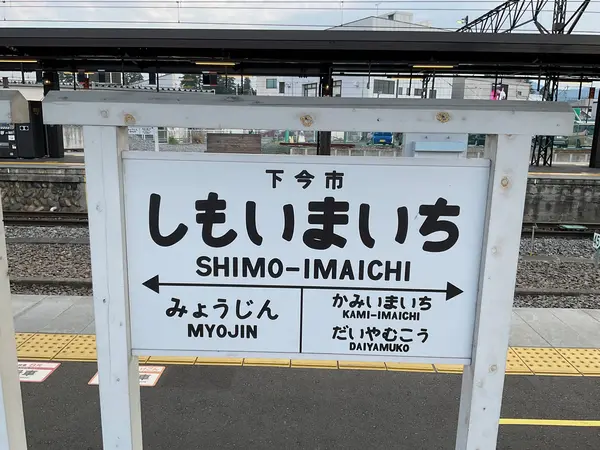 下今市
しもいまいち
SHIMO-IMAICHI
みょうじん
MYOJIN
かみいまいち
KAMI-IMAICHI
だいやむこう
DAIYAMUKO